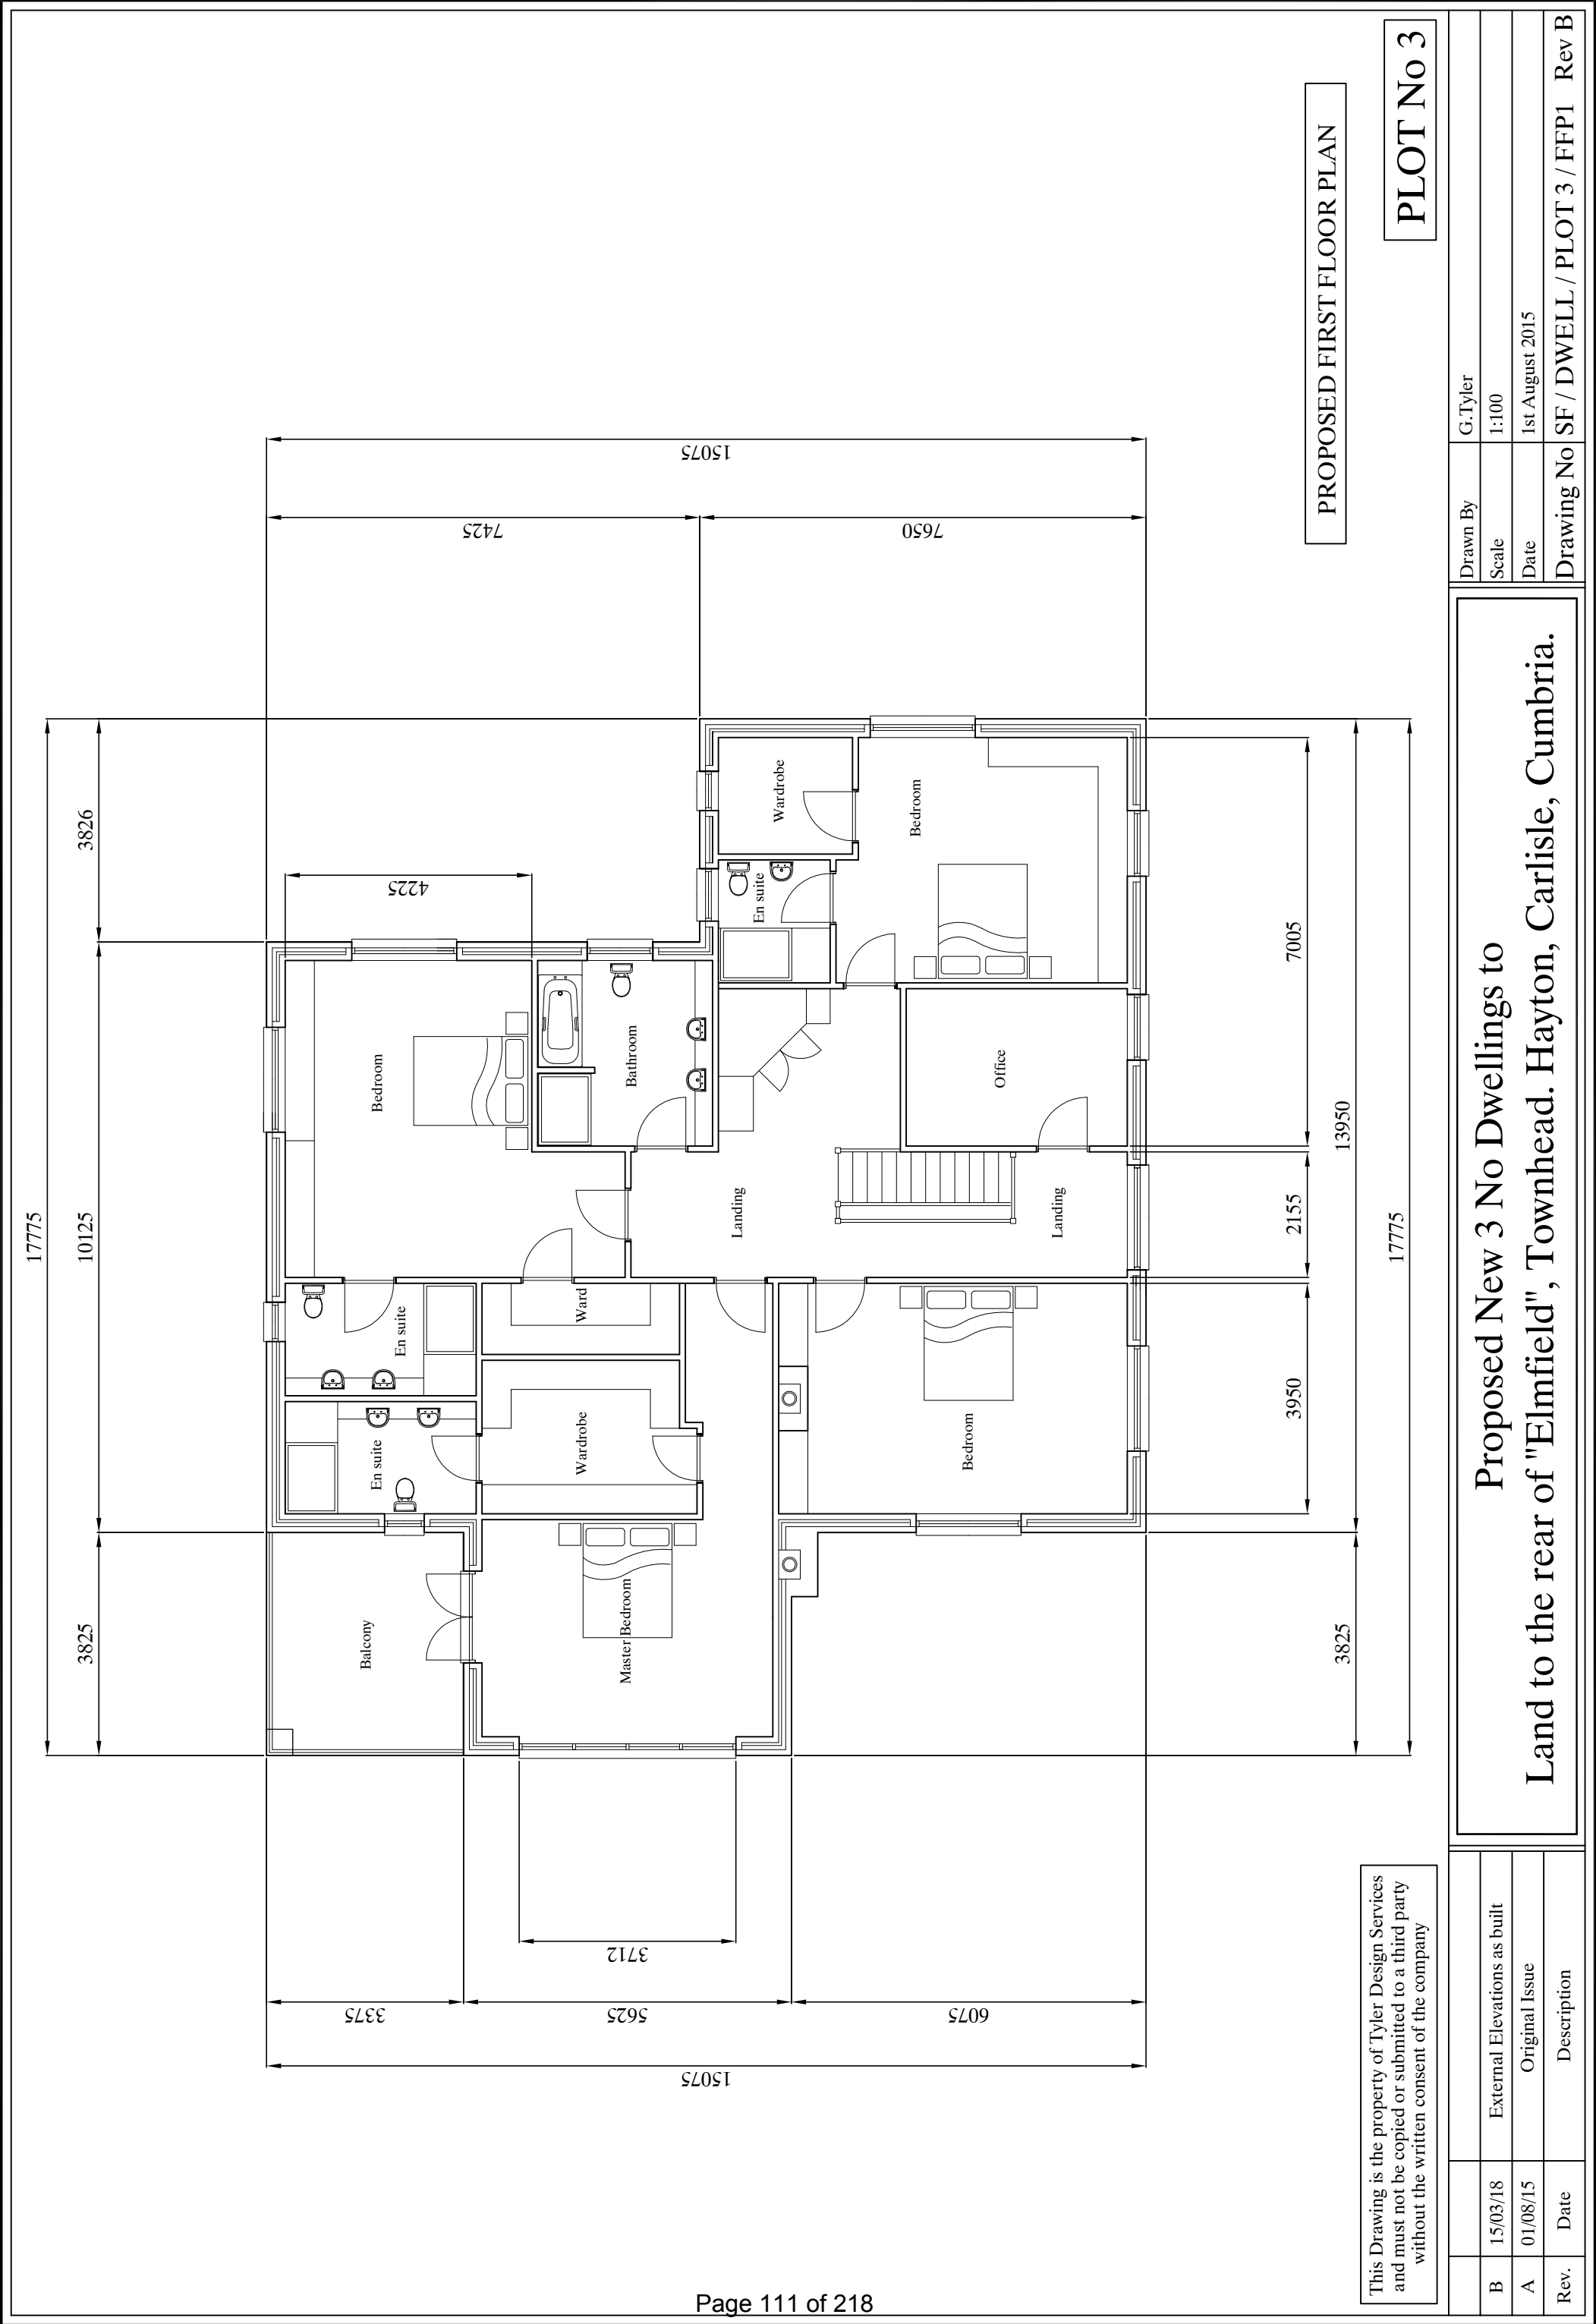 17775
3825
10125
3826
15075
3375
5625
6075
3712
4225
15075
7425
7650
Balcony
En suite
En suite
Bedroom
Master Bedroom
Wardrobe
Ward
Bathroom
Landing
En suite
Wardrobe
Bedroom
Bedroom
Landing
Office
3950
2155
7005
3825
13950
17775
PROPOSED FIRST FLOOR PLAN
PLOT No 3
This Drawing is the property of Tyler Design Services
and must not be copied or submitted to a third party
without the written consent of the company
B 15/03/18 External Elevations as built
A 01/08/15 Original Issue
Rev. Date Description
Proposed New 3 No Dwellings to
Land to the rear of "Elmfield", Townhead. Hayton, Carlisle, Cumbria.
Drawn By G.Tyler
Scale 1:100
Date 1st August 2015
Drawing No SF / DWELL / PLOT 3 / FFP1 Rev B
Page 111 of 218